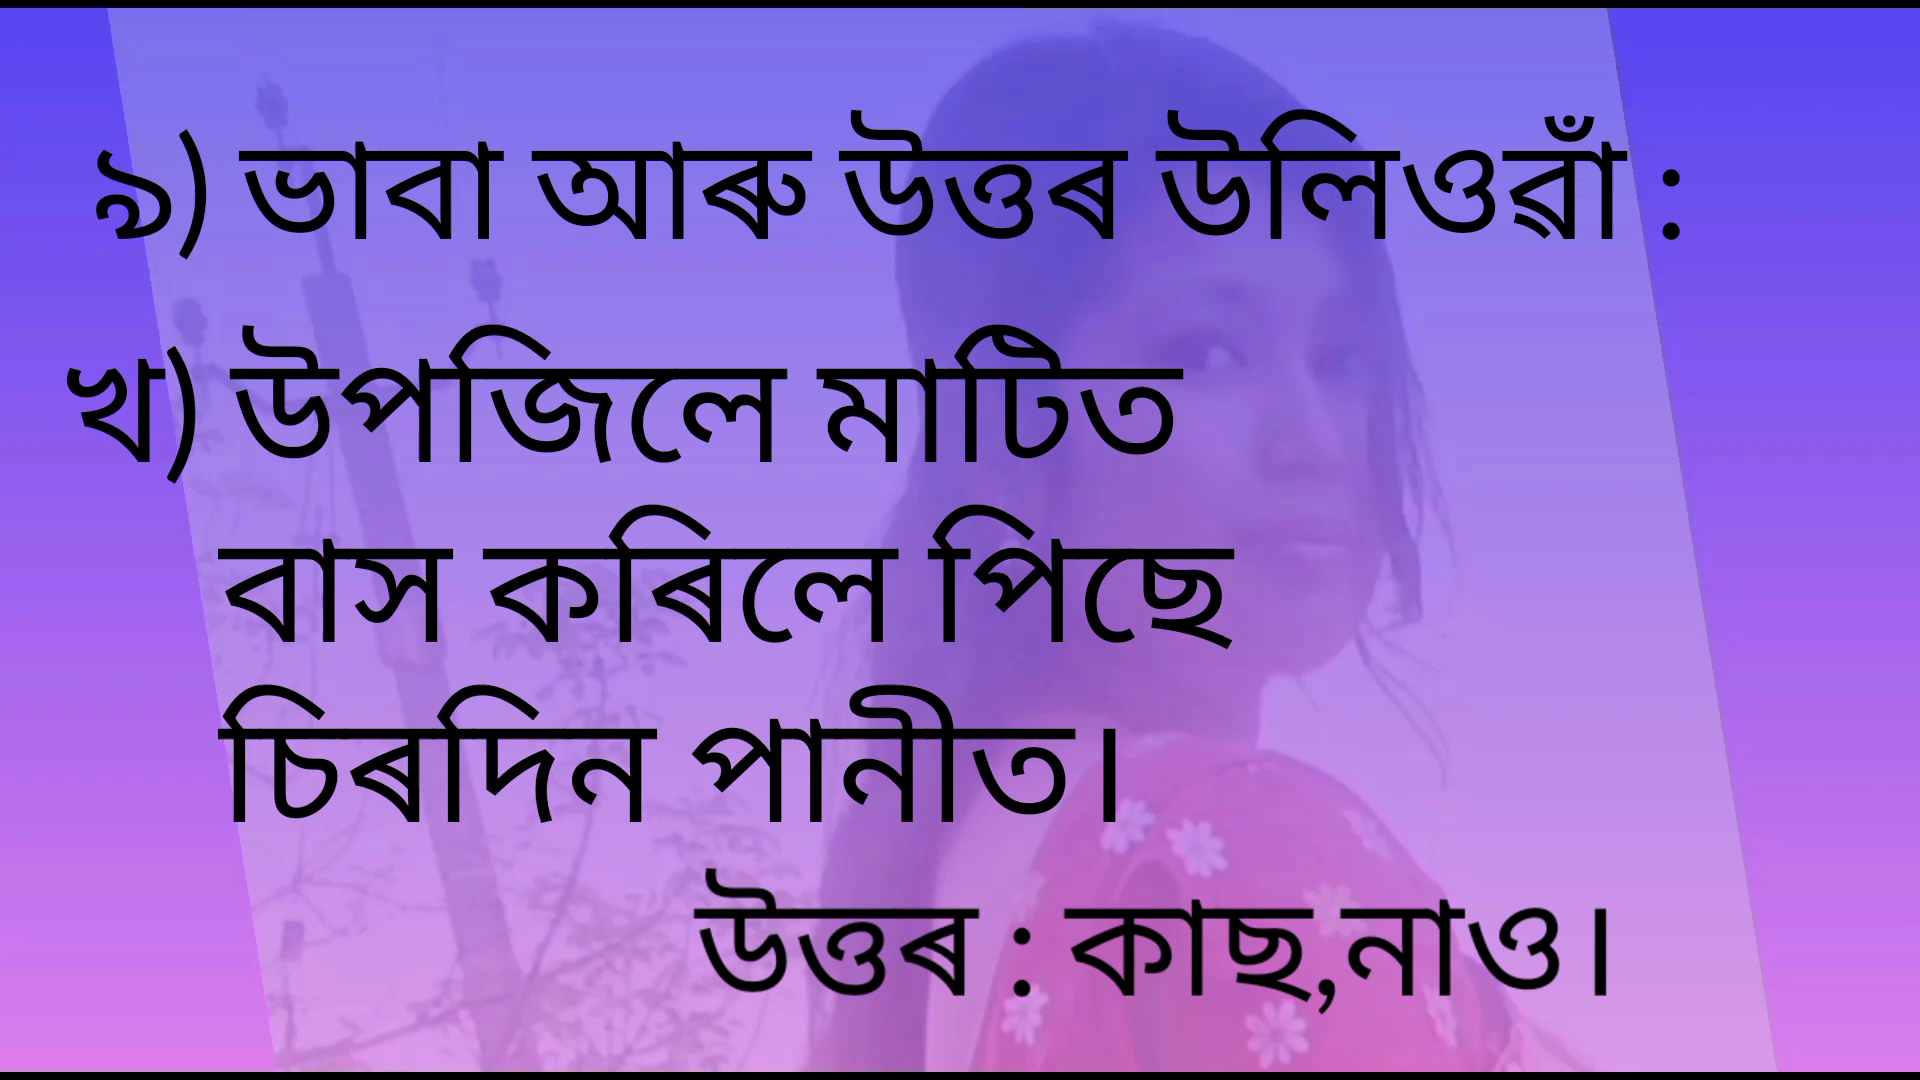 ৯) ভাবা আৰু উত্তৰ উলিওৱাঁ :
খ) উপজিলে মাটিত
বাস কৰিলে পিছে
চিৰদিন পানীত।
উত্তৰ : কাছ,নাও।